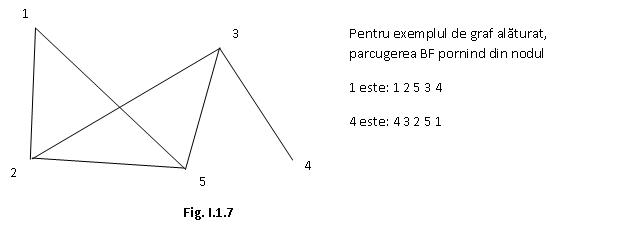 1
3
2
5
4
Fig. I.1.7
Pentru exemplul de graf alăturat,
parcugerea BF pornind din nodul
1 este: 1 2 5 3 4
4 este: 4 3 2 5 1